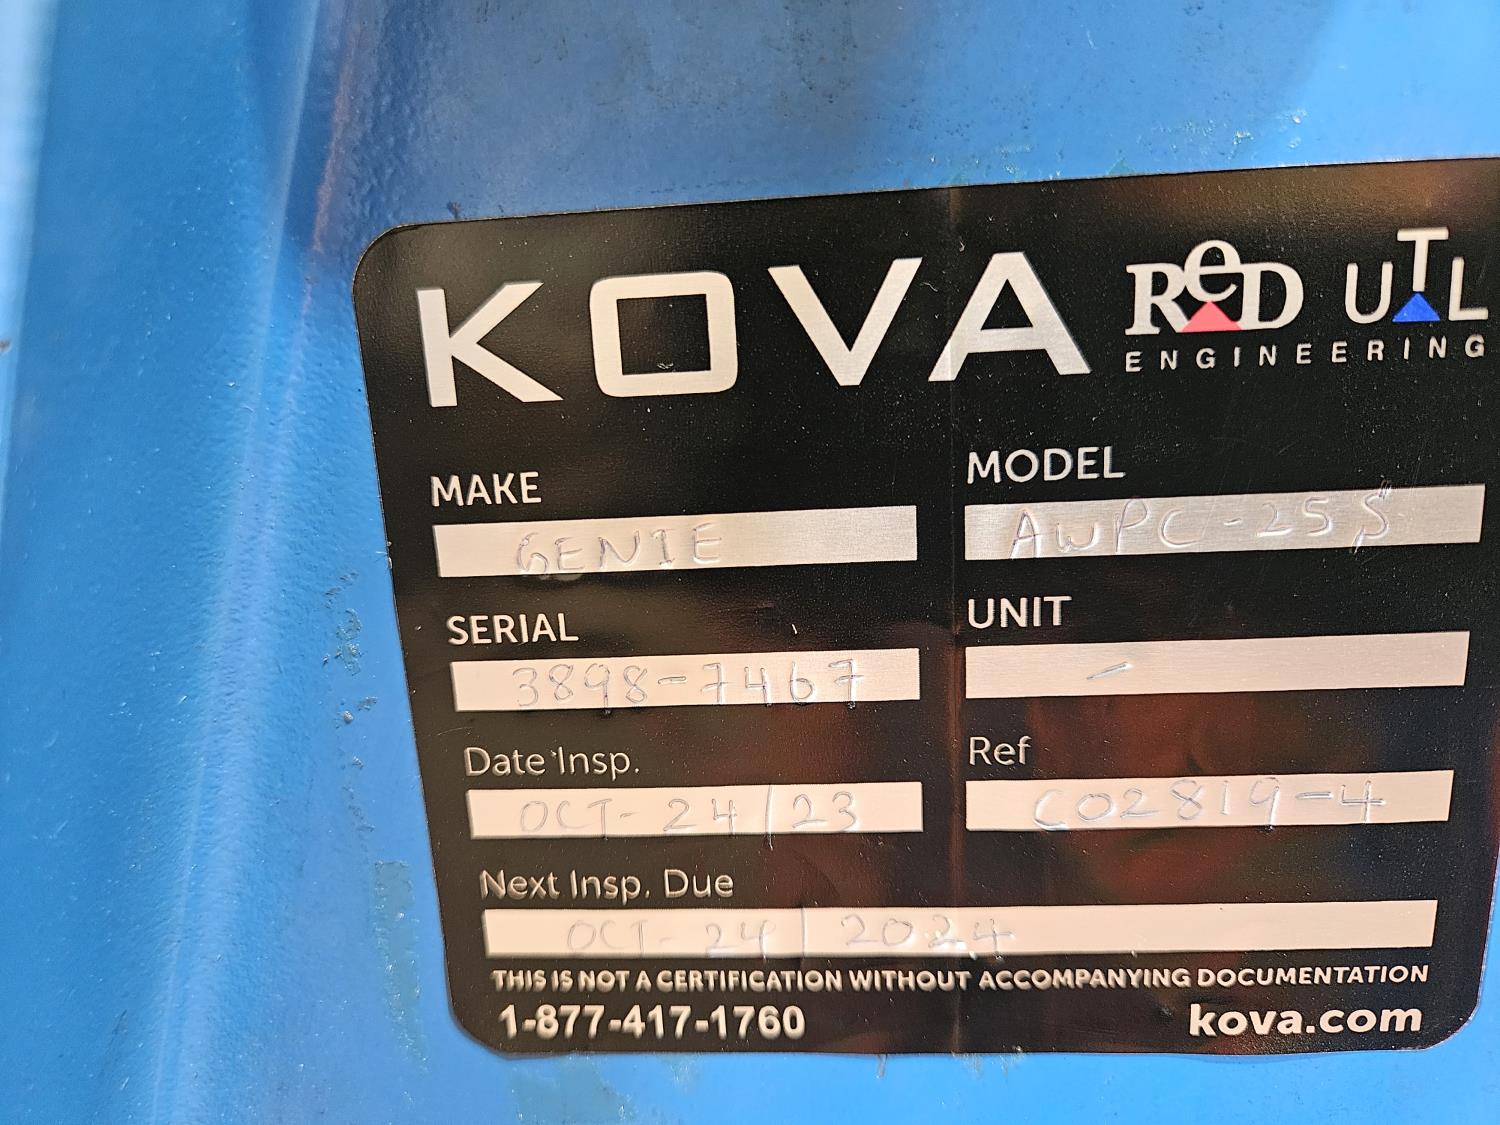 KOVA ReD UTL
ENGINEERING
MAKE MODEL
GENIE AWPC-25S
SERIAL UNIT
3898-7467 -
Date Insp. Ref
OCT-24/23 C02819-4
Next Insp. Due
OCT-24/2024
THIS IS NOT A CERTIFICATION WITHOUT ACCOMPANYING DOCUMENTATION
1-877-417-1760 kova.com